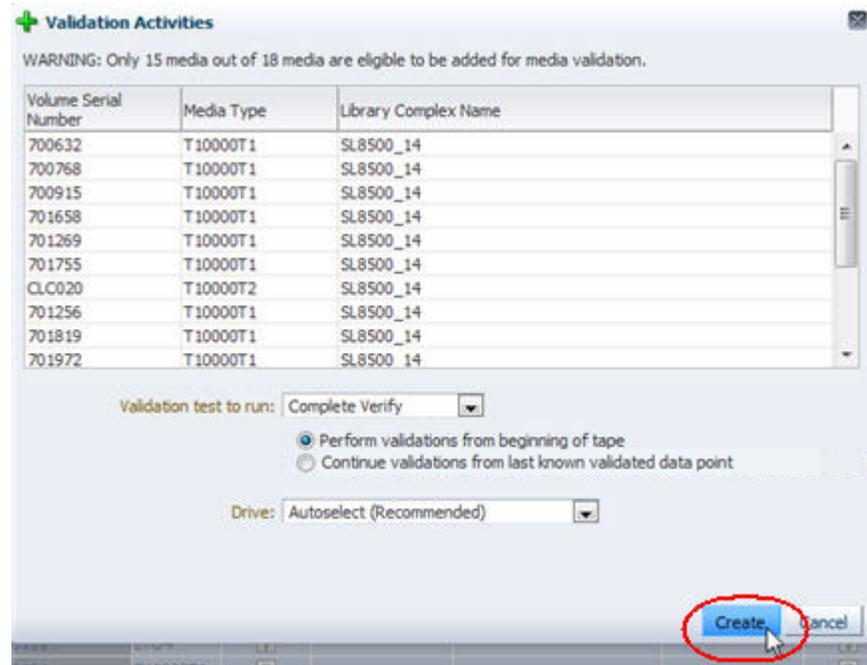 Validation Activities
WARNING: Only 15 media out of 18 media are eligible to be added for media validation.
Volume Serial Number Media Type Library Complex Name
700632 T10000T1 SL8500_14
700768 T10000T1 SL8500_14
700915 T10000T1 SL8500_14
701658 T10000T1 SL8500_14
701269 T10000T1 SL8500_14
701755 T10000T1 SL8500_14
CLC020 T10000T2 SL8500_14
701256 T10000T1 SL8500_14
701819 T10000T1 SL8500_14
701972 T10000T1 SL8500_14
Validation test to run: Complete Verify
Perform validations from beginning of tape
Continue validations from last known validated data point
Drive: Autoselect (Recommended)
Create Cancel